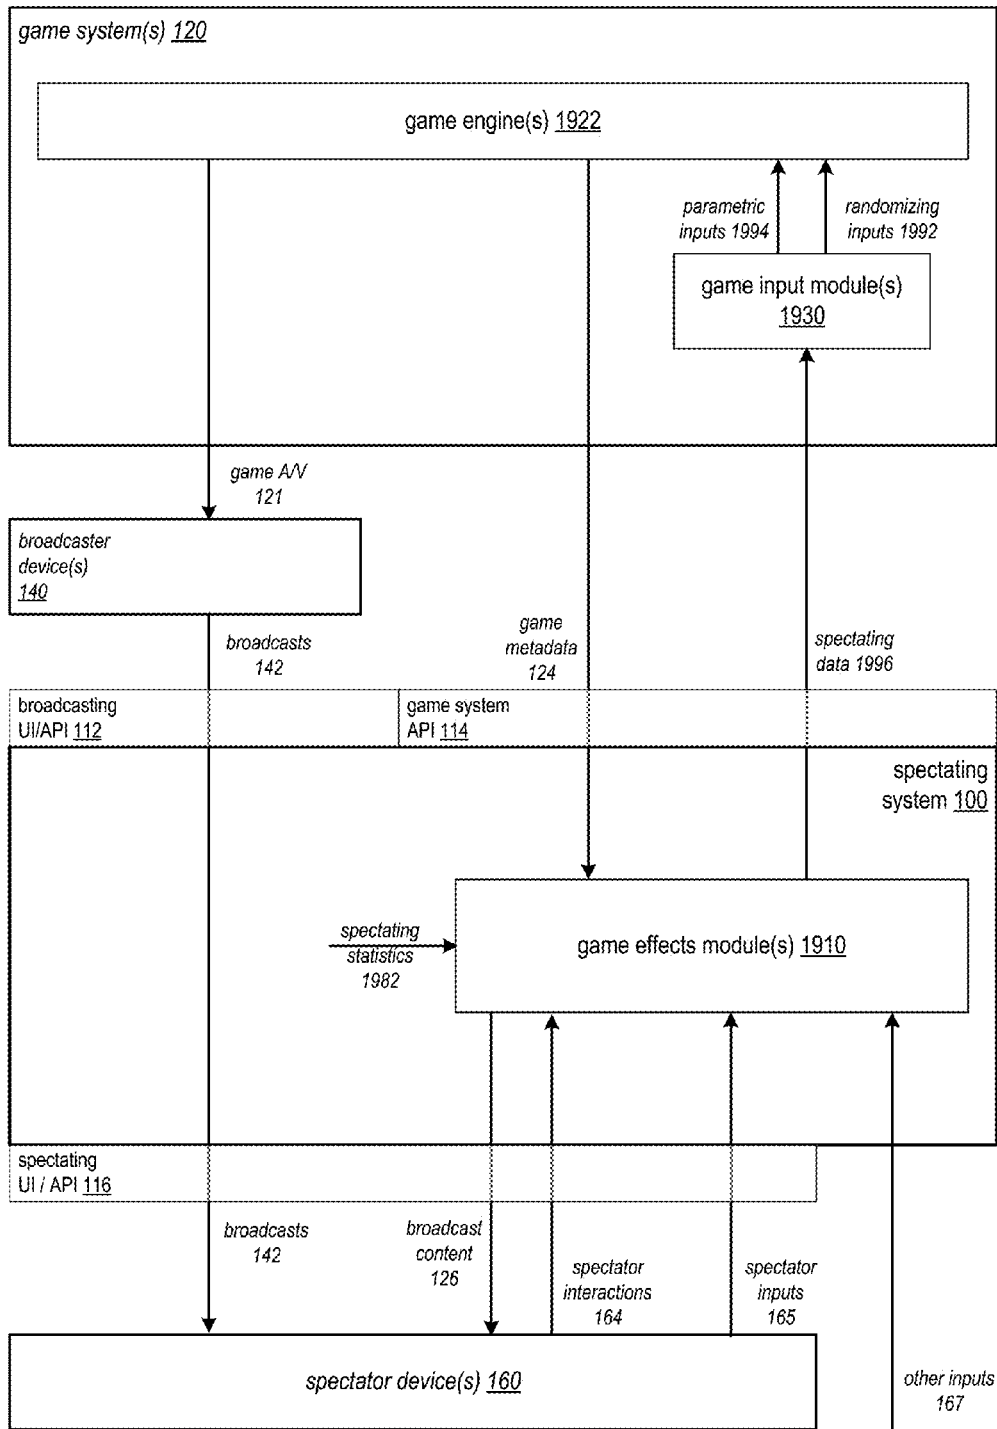 game system(s) 120
game engine(s) 1922
parametric
inputs 1994
randomizing
inputs 1992
game input module(s)
1930
game A/V
121
broadcaster
device(s)
140
broadcasts
142
game
metadata
124
spectating
data 1996
broadcasting
UI/API 112
game system
API 114
spectating
system 100
spectating
statistics
1982
game effects module(s) 1910
spectating
UI / API 116
broadcasts
142
broadcast
content
126
spectator
interactions
164
spectator
inputs
165
spectator device(s) 160
other inputs
167